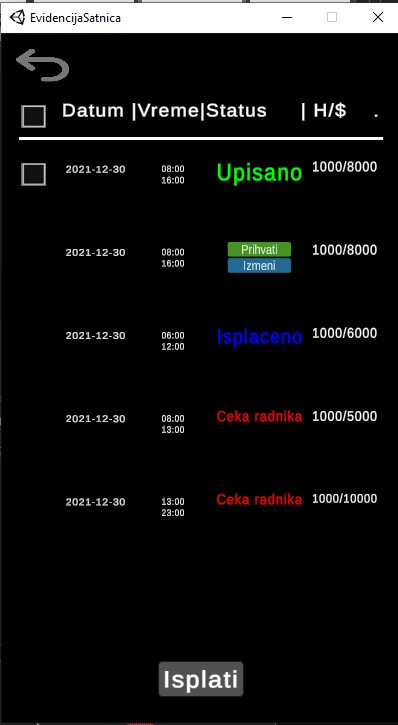 EvidencijaSatnica
Datum |Vreme|Status | H/$ .
2021-12-30 08:00 Upisano 1000/8000
16:00
2021-12-30 08:00 Prihvati 1000/8000
16:00 Izmeni
2021-12-30 06:00 Isplaceno 1000/6000
12:00
2021-12-30 08:00 Ceka radnika 1000/5000
13:00
2021-12-30 13:00 Ceka radnika 1000/10000
23:00
Isplati